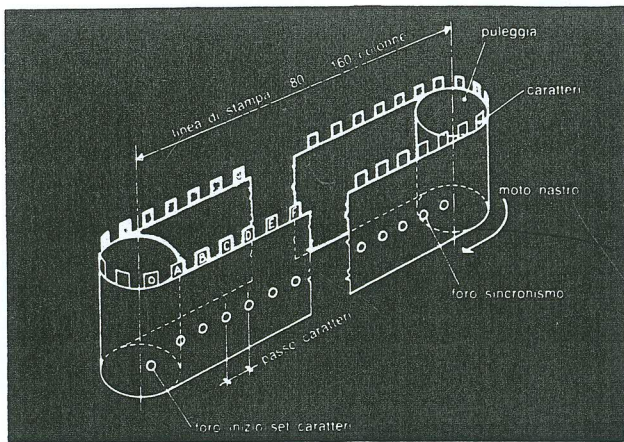 puleggia
linea di stampa 80 160 colonne
caratteri
moto nastro
O A B C D E F
foro sincronismo
passo caratteri
foro inizio set caratteri